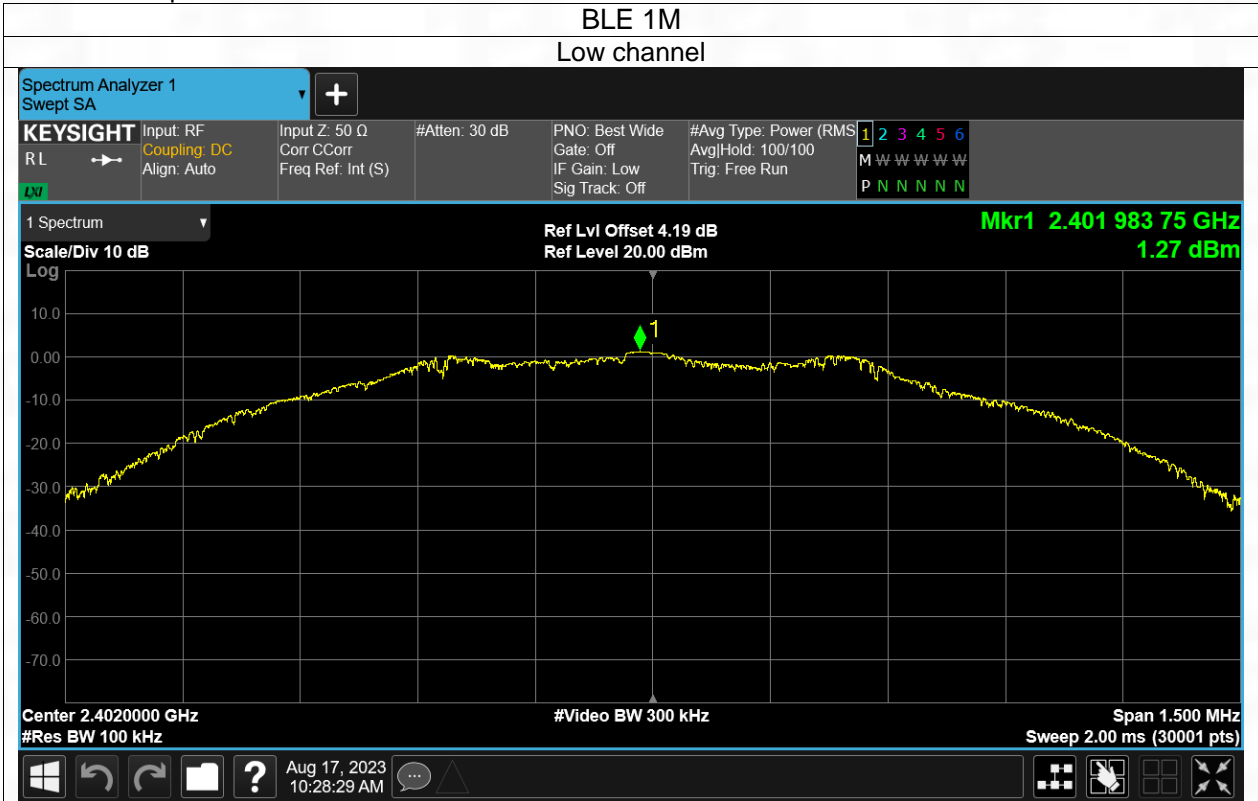 BLE 1M
Low channel
Spectrum Analyzer 1
Swept SA
KEYSIGHT
RL
LXI
Input: RF
Coupling: DC
Align: Auto
Input Z: 50 Ω
Corr CCorr
Freq Ref: Int (S)
#Atten: 30 dB
PNO: Best Wide
Gate: Off
IF Gain: Low
Sig Track: Off
#Avg Type: Power (RMS
Avg|Hold: 100/100
Trig: Free Run
1 2 3 4 5 6
M W W W W W
P N N N N N
1 Spectrum
Scale/Div 10 dB
Log
Ref Lvl Offset 4.19 dB
Ref Level 20.00 dBm
Mkr1 2.401 983 75 GHz
1.27 dBm
10.0
1
0.00
-10.0
-20.0
-30.0
-40.0
-50.0
-60.0
-70.0
Center 2.4020000 GHz
#Res BW 100 kHz
#Video BW 300 kHz
Span 1.500 MHz
Sweep 2.00 ms (30001 pts)
?
Aug 17, 2023
10:28:29 AM